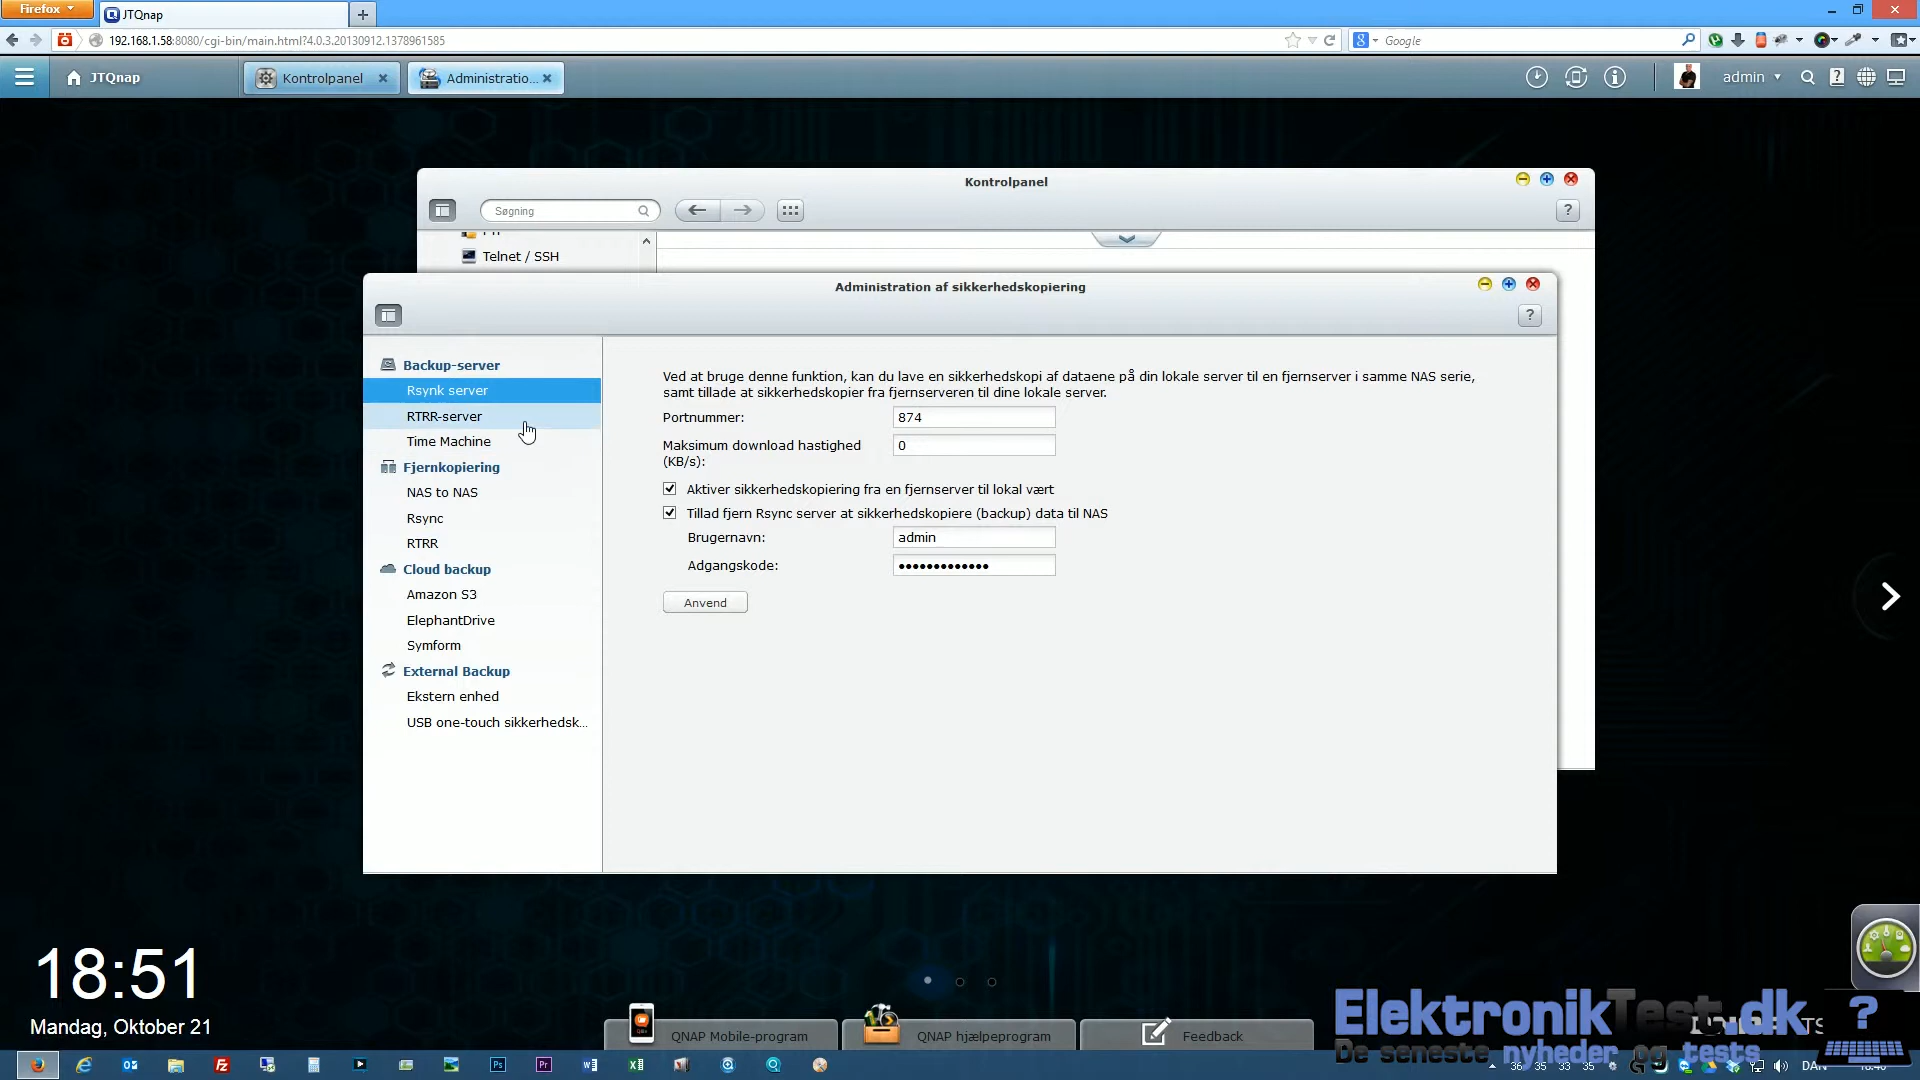 Firefox
JTQnap
192.168.1.58:8080/cgi-bin/main.html?4.0.3.20130912.1378961585
Google
JTQnap
Kontrolpanel
Administratio...
admin
Kontrolpanel
Søgning
Telnet / SSH
Administration af sikkerhedskopiering
Backup-server
Rsynk server
RTRR-server
Time Machine
Fjernkopiering
NAS to NAS
Rsync
RTRR
Cloud backup
Amazon S3
ElephantDrive
Symform
External Backup
Ekstern enhed
USB one-touch sikkerhedsk...
Ved at bruge denne funktion, kan du lave en sikkerhedskopi af dataene på din lokale server til en fjernserver i samme NAS serie,
samt tillade at sikkerhedskopier fra fjernserveren til dine lokale server.
Portnummer: 874
Maksimum download hastighed
(KB/s): 0
Aktiver sikkerhedskopiering fra en fjernserver til lokal vært
Tillad fjern Rsync server at sikkerhedskopiere (backup) data til NAS
Brugernavn: admin
Adgangskode: •••••••••••••
Anvend
18:51
Mandag, Oktober 21
QNAP Mobile-program
QNAP hjælpeprogram
Feedback
ElektronikTest.dk
De seneste nyheder og tests
36 35 33 35
DAN